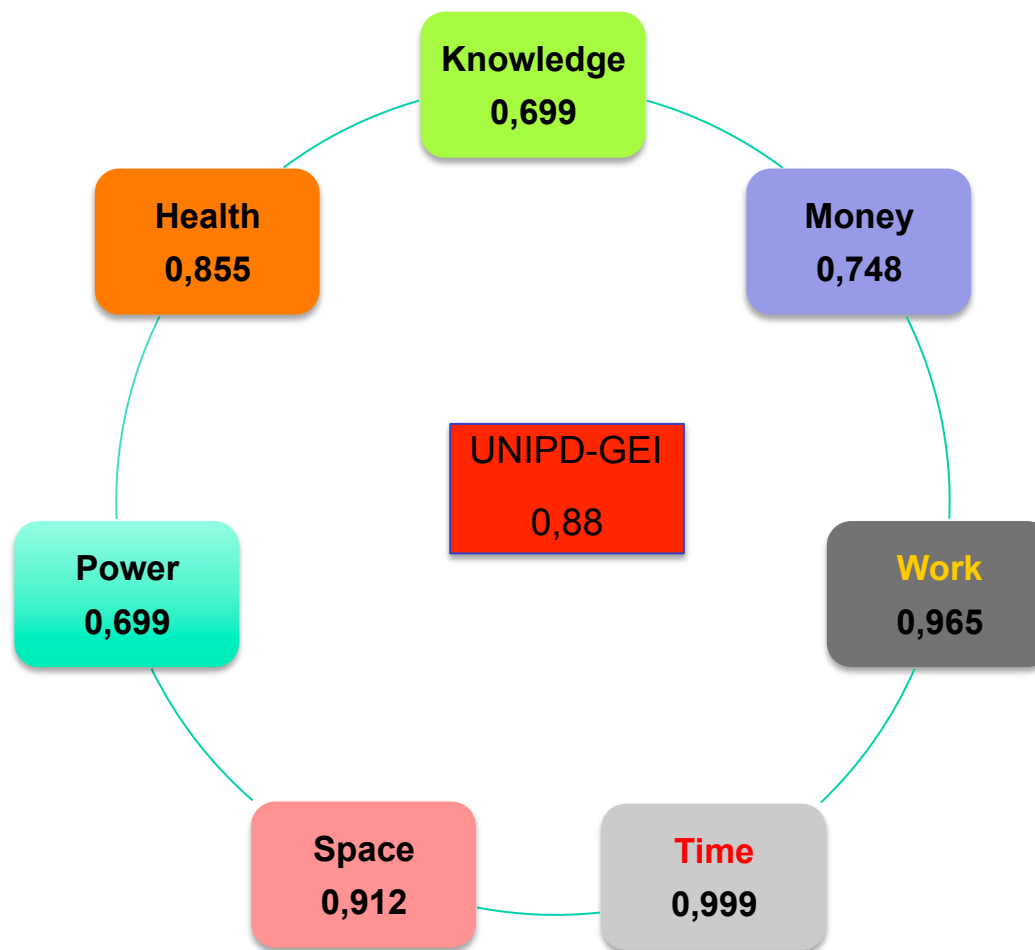 Knowledge
0,699
Health
0,855
Money
0,748
UNIPD-GEI
0,88
Power
0,699
Work
0,965
Space
0,912
Time
0,999